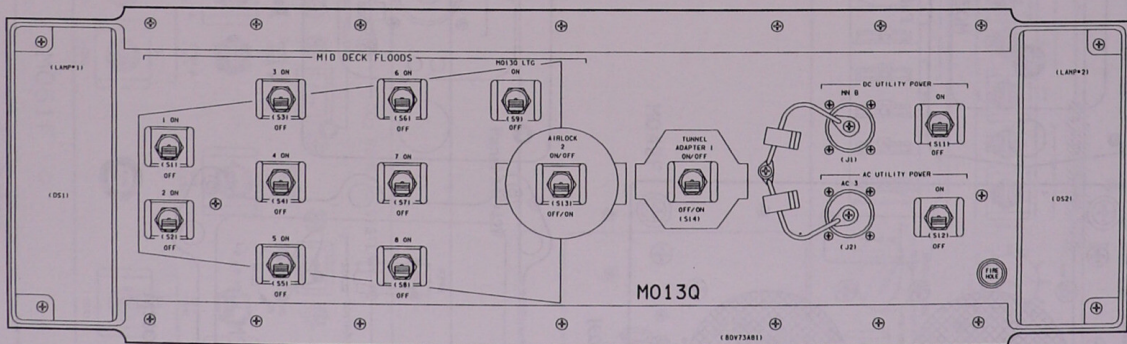 MID DECK FLOODS
(LAMP*1)
(DS1)
1 ON
(S1)
OFF
2 ON
(S2)
OFF
3 ON
(S3)
OFF
4 ON
(S4)
OFF
5 ON
(S5)
OFF
6 ON
(S6)
OFF
7 ON
(S7)
OFF
8 ON
(S8)
OFF
MO13Q LTG
ON
(S9)
OFF
AIRLOCK
2
ON/OFF
(S13)
OFF/ON
TUNNEL
ADAPTER 1
ON/OFF
OFF/ON
(S14)
DC UTILITY POWER
MN B
(J1)
ON
(S11)
OFF
AC UTILITY POWER
AC 3
(J2)
ON
(S12)
OFF
FIRE
HOLE
(LAMP*2)
(DS2)
MO13Q
(80V73A81)